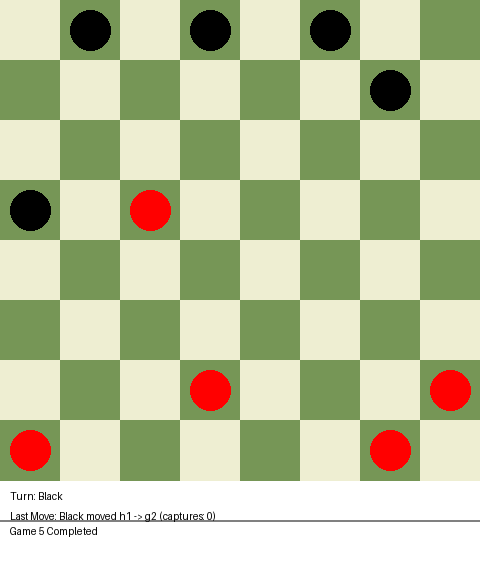 Turn: Black
Last Move: Black moved h1 -> g2 (captures: 0)
Game 5 Completed